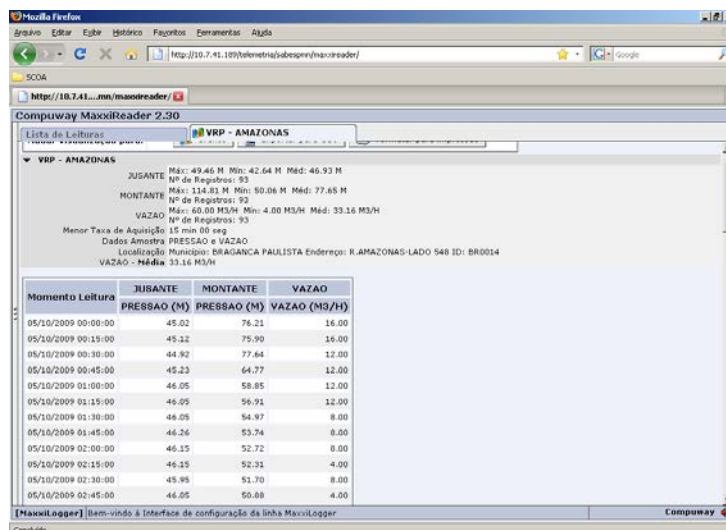 Mozilla Firefox
Arquivo Editar Exibir Histórico Favoritos Ferramentas Ajuda
http://10.7.41.189/telemetria/sabespmn/maxxireader/
Google
SCOA
http://10.7.41....mn/maxxireader/
Compuway MaxxiReader 2.30
Lista de Leituras
VRP - AMAZONAS
VRP - AMAZONAS
JUSANTE Máx: 49.46 M Mín: 42.64 M Méd: 46.93 M
Nº de Registros: 93
MONTANTE Máx: 114.81 M Mín: 50.06 M Méd: 77.65 M
Nº de Registros: 93
VAZAO Máx: 60.00 M3/H Mín: 4.00 M3/H Méd: 33.16 M3/H
Nº de Registros: 93
Menor Taxa de Aquisição 15 min 00 seg
Dados Amostra PRESSAO e VAZAO
Localização Município: BRAGANCA PAULISTA Endereço: R.AMAZONAS-LADO 548 ID: BR0014
VAZAO - Média 33.16 M3/H
Momento Leitura JUSANTE MONTANTE VAZAO
PRESSAO (M) PRESSAO (M) VAZAO (M3/H)
05/10/2009 00:00:00 45.02 76.21 16.00
05/10/2009 00:15:00 45.12 75.90 16.00
05/10/2009 00:30:00 44.92 77.64 12.00
05/10/2009 00:45:00 45.23 64.77 12.00
05/10/2009 01:00:00 46.05 58.85 12.00
05/10/2009 01:15:00 46.05 56.91 12.00
05/10/2009 01:30:00 46.05 54.97 8.00
05/10/2009 01:45:00 46.26 53.74 8.00
05/10/2009 02:00:00 46.15 52.72 8.00
05/10/2009 02:15:00 46.15 52.31 4.00
05/10/2009 02:30:00 45.95 51.70 8.00
05/10/2009 02:45:00 46.05 50.88 4.00
[MaxxiLogger] Bem-vindo á Interface de configuração da linha MaxxiLogger
Compuway